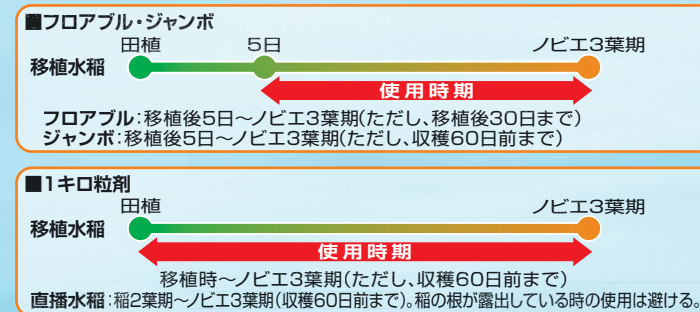 ■フロアブル・ジャンボ
田植 5日 ノビエ3葉期
移植水稲
使用時期
フロアブル:移植後5日～ノビエ3葉期(ただし、移植後30日まで)
ジャンボ:移植後5日～ノビエ3葉期(ただし、収穫60日前まで)
■1キロ粒剤
田植 ノビエ3葉期
移植水稲
使用時期
移植時～ノビエ3葉期(ただし、収穫60日前まで)
直播水稲:稲2葉期～ノビエ3葉期(収穫60日前まで)。稲の根が露出している時の使用は避ける。